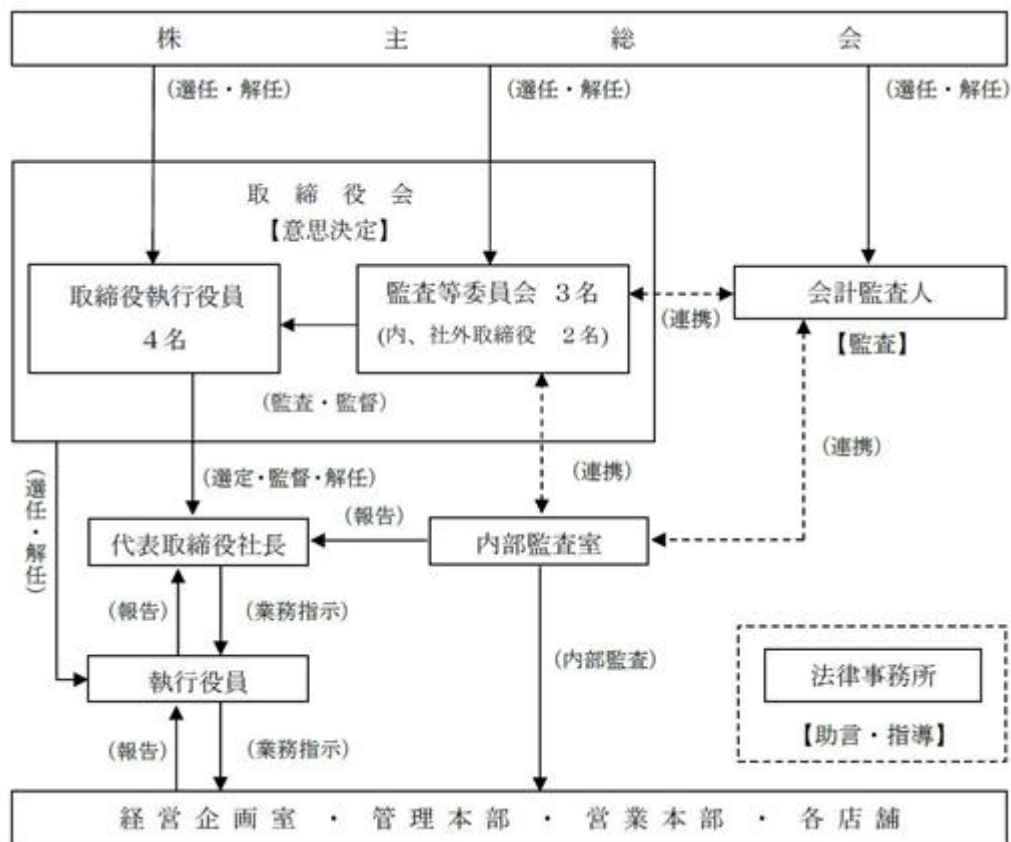 株主総会
(選任・解任)
(選任・解任)
(選任・解任)
取締役会
【意思決定】
取締役執行役員
4名
監査等委員会 3名
(内、社外取締役 2名)
会計監査人
(連携)
【監査】
(監査・監督)
(連携)
(選任・解任)
(選定・監督・解任)
(連携)
(報告)
代表取締役社長
内部監査室
(報告)
(業務指示)
(内部監査)
執行役員
法律事務所
【助言・指導】
(報告)
(業務指示)
経営企画室・管理本部・営業本部・各店舗